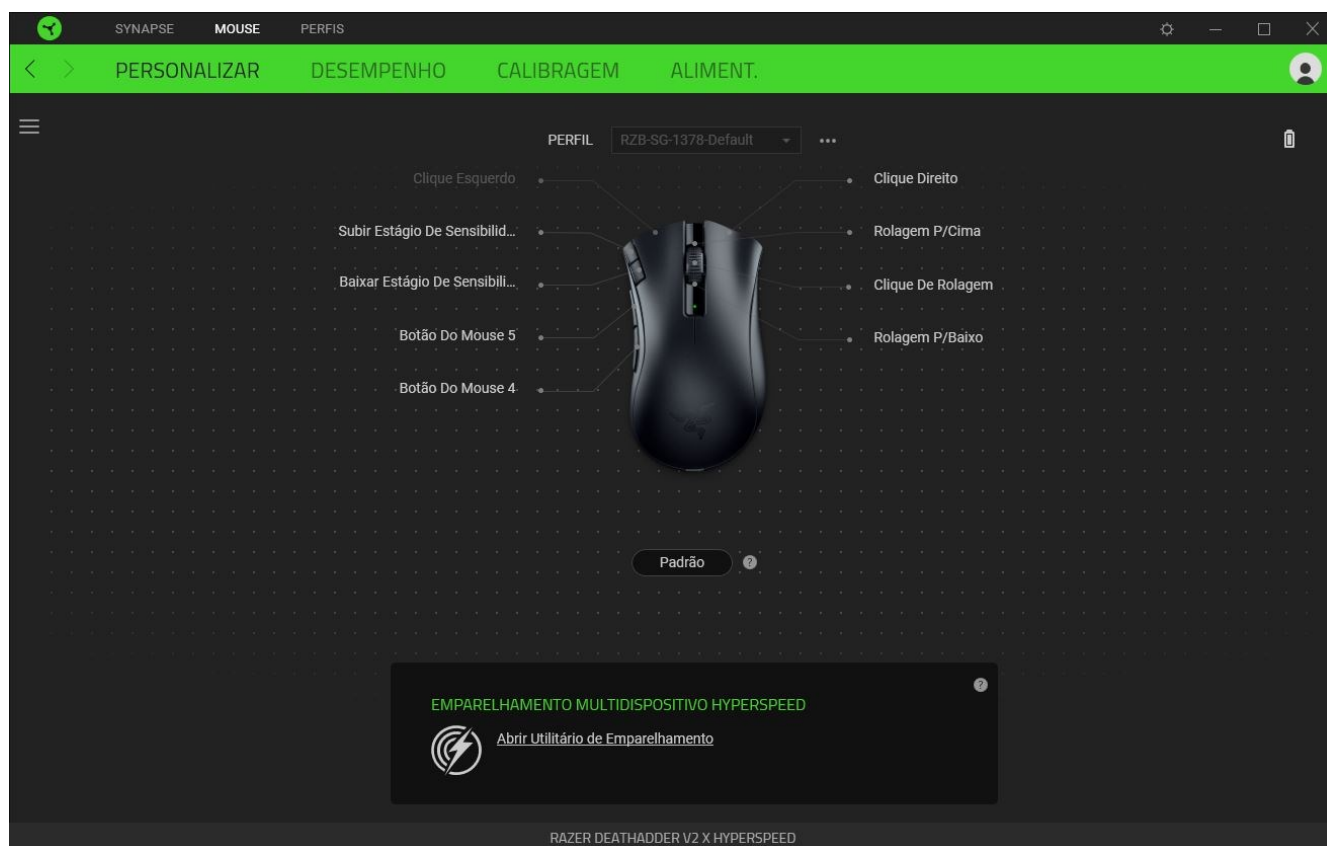 SYNAPSE MOUSE PERFIS
PERSONALIZAR DESEMPENHO CALIBRAGEM ALIMENT.
PERFIL RZB-SG-1378-Default
Clique Esquerdo
Clique Direito
Subir Estágio De Sensibilid...
Rolagem P/Cima
Baixar Estágio De Sensibili...
Clique De Rolagem
Botão Do Mouse 5
Rolagem P/Baixo
Botão Do Mouse 4
Padrão ?
?
EMPARELHAMENTO MULTIDISPOSITIVO HYPERSPEED
Abrir Utilitário de Emparelhamento
RAZER DEATHADDER V2 X HYPERSPEED